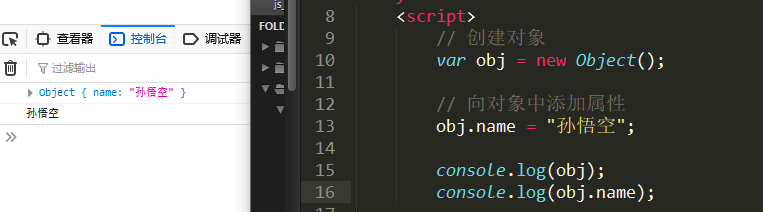 查看器 控制台 调试器
过滤输出
Object { name: "孙悟空" }
孙悟空
js_
FOLD
8 <script>
9 // 创建对象
10 var obj = new Object();
11
12 // 向对象中添加属性
13 obj.name = "孙悟空";
14
15 console.log(obj);
16 console.log(obj.name);
17